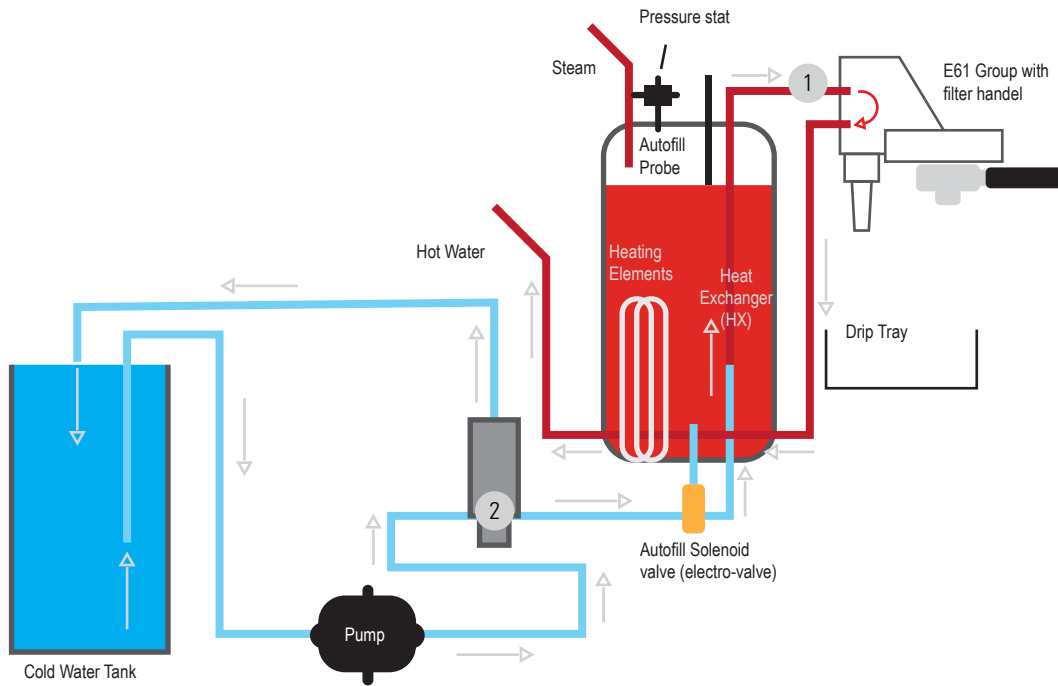 Pressure stat
Steam
1
E61 Group with
filter handel
Autofill
Probe
Hot Water
Heating
Elements
Heat
Exchanger
(HX)
Drip Tray
2
Autofill Solenoid
valve (electro-valve)
Pump
Cold Water Tank